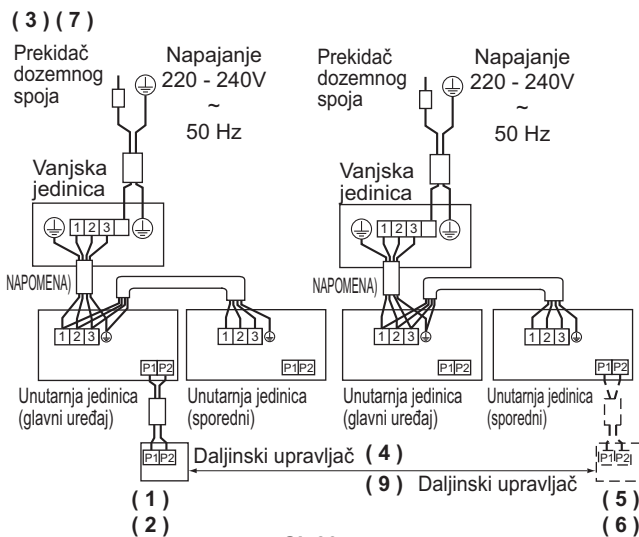 ( 3 ) ( 7 )
Prekidač
dozemnog
spoja
Napajanje
220 - 240V
~
50 Hz
Prekidač
dozemnog
spoja
Napajanje
220 - 240V
~
50 Hz
Vanjska
jedinica
Vanjska
jedinica
1 2 3
1 2 3
NAPOMENA)
NAPOMENA)
1 2 3
1 2 3
1 2 3
1 2 3
P1 P2
P1 P2
P1 P2
P1 P2
Unutarnja jedinica
(glavni uređaj)
Unutarnja jedinica
(sporedni)
Unutarnja jedinica
(glavni uređaj)
Unutarnja jedinica
(sporedni)
P1 P2
Daljinski upravljač ( 4 )
P1 P2
( 9 ) Daljinski upravljač
( 1 )
( 2 )
( 5 )
( 6 )